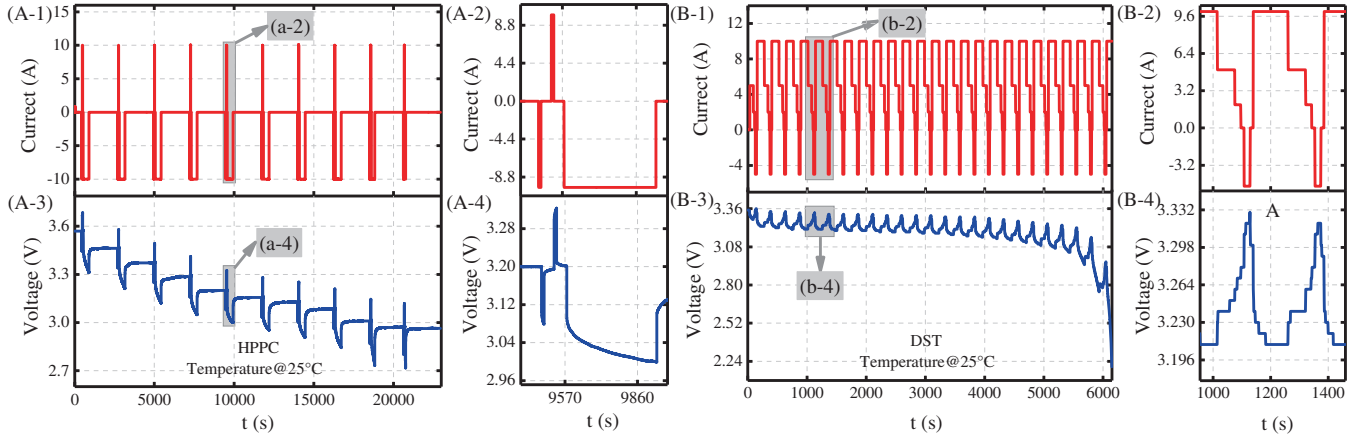 (A-1)
15
10
5
0
-5
-10
Currect (A)
(a-2)
(A-2)
8.8
4.4
0.0
-4.4
-8.8
Currect (A)
(B-1)
12
8
4
0
-4
Currect (A)
(b-2)
(B-2)
9.6
6.4
3.2
0.0
-3.2
Currect (A)
(A-3)
3.6
3.3
3.0
2.7
Voltage (V)
(a-4)
HPPC
Temperature@25°C
0 5000 10000 15000 20000
t (s)
(A-4)
3.28
3.20
3.12
3.04
2.96
Voltage (V)
9570 9860
t (s)
(B-3)
3.36
3.08
2.80
2.52
2.24
Voltage (V)
(b-4)
DST
Temperature@25°C
0 1000 2000 3000 4000 5000 6000
t (s)
(B-4)
A
3.332
3.298
3.264
3.230
3.196
Voltage (V)
960 1200 1440
t (s)